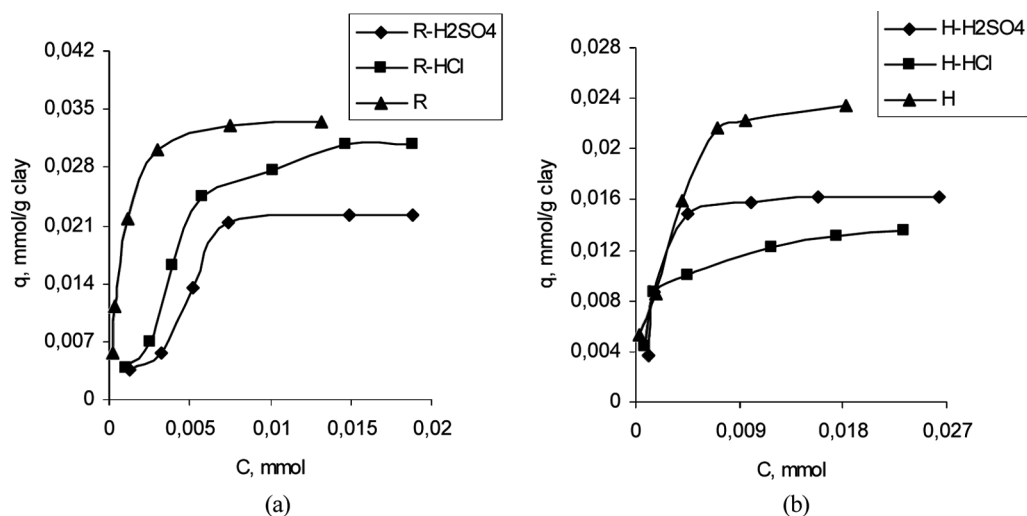 R-H2SO4
R-HCl
R
0,042
0,035
0,028
0,021
0,014
0,007
0
q, mmol/g clay
0 0,005 0,01 0,015 0,02
C, mmol
(a)
H-H2SO4
H-HCl
H
0,028
0,024
0,02
0,016
0,012
0,008
0,004
0
q, mmol/g clay
0 0,009 0,018 0,027
C, mmol
(b)